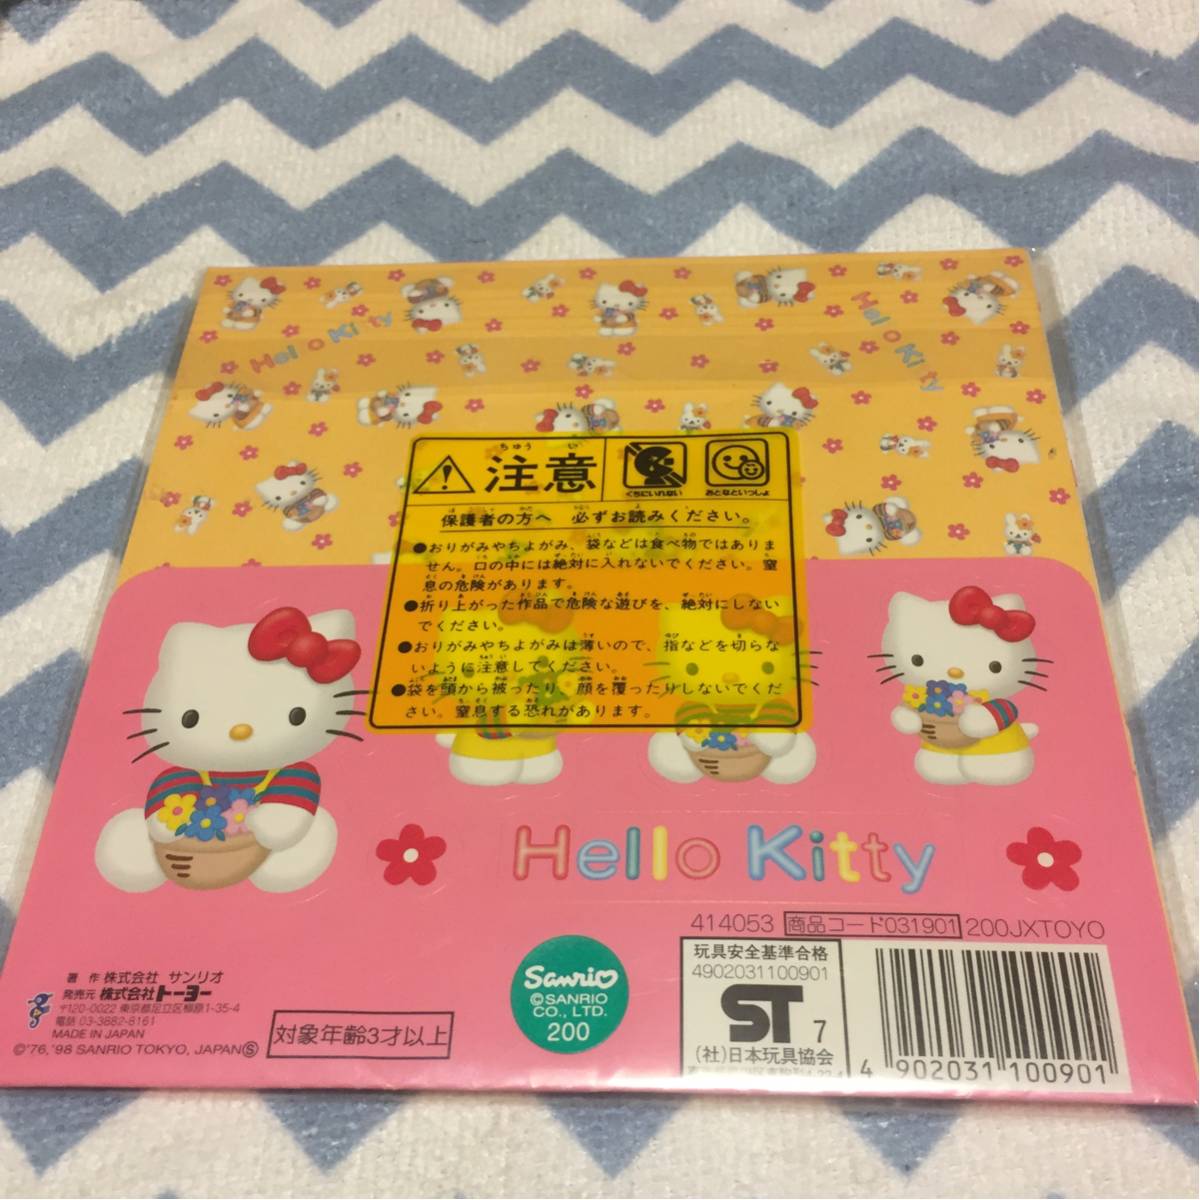 Hello Kitty
Hello Kitty
ちゅう い
注意
くちにいれない
おとなといっしょ
保護者の方へ 必ずお読みください。
●おりがみやちよがみ、袋などは食べ物ではありま
せん。口の中には絶対に入れないでください。窒
息の危険があります。
●折り上がった作品で危険な遊びを、絶対にしない
でください。
●おりがみやちよがみは薄いので、指などを切らな
いように注意してください。
●袋を頭から被ったり、顔を覆ったりしないでくだ
さい。窒息する恐れがあります。
Hello Kitty
414053 商品コード031901 200JXTOYO
著 作 株式会社 サンリオ
発売元 株式会社トーヨー
〒120-0022 東京都足立区柳原1-35-4
電話 03-3882-8161
MADE IN JAPAN
©'76,'98 SANRIO TOKYO, JAPANⓈ
対象年齢3才以上
Sanrio
©SANRIO
CO., LTD.
200
玩具安全基準合格
4902031100901
ST 7
(社)日本玩具協会
4 902031 100901